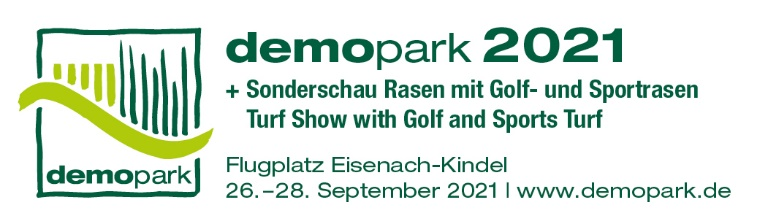 demopark
demopark 2021
+ Sonderschau Rasen mit Golf- und Sportrasen
Turf Show with Golf and Sports Turf
Flugplatz Eisenach-Kindel
26.–28. September 2021 | www.demopark.de